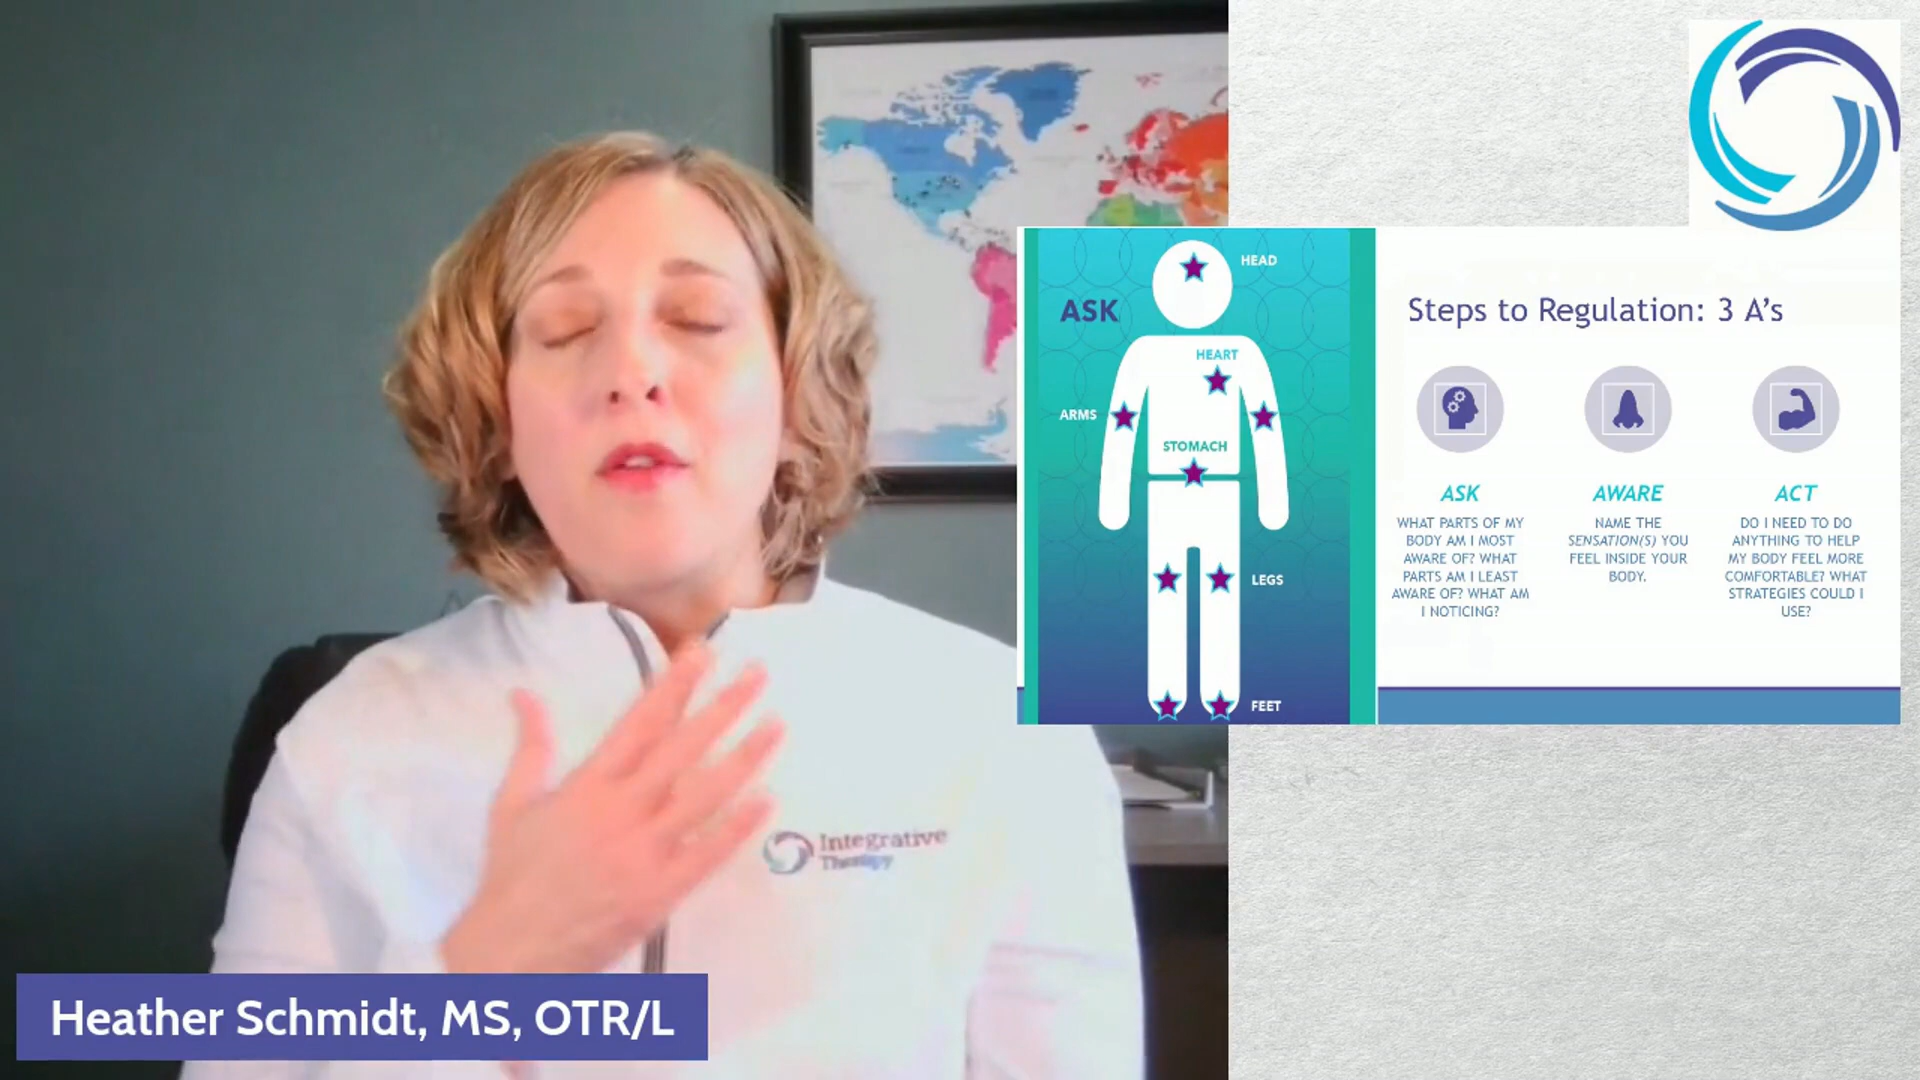 HEAD
ASK
HEART
ARMS
STOMACH
LEGS
FEET
Steps to Regulation: 3 A's
ASK
WHAT PARTS OF MY
BODY AM I MOST
AWARE OF? WHAT
PARTS AM I LEAST
AWARE OF? WHAT AM
I NOTICING?
AWARE
NAME THE
SENSATION(S) YOU
FEEL INSIDE YOUR
BODY.
ACT
DO I NEED TO DO
ANYTHING TO HELP
MY BODY FEEL MORE
COMFORTABLE? WHAT
STRATEGIES COULD I
USE?
Integrative
Therapy
Heather Schmidt, MS, OTR/L